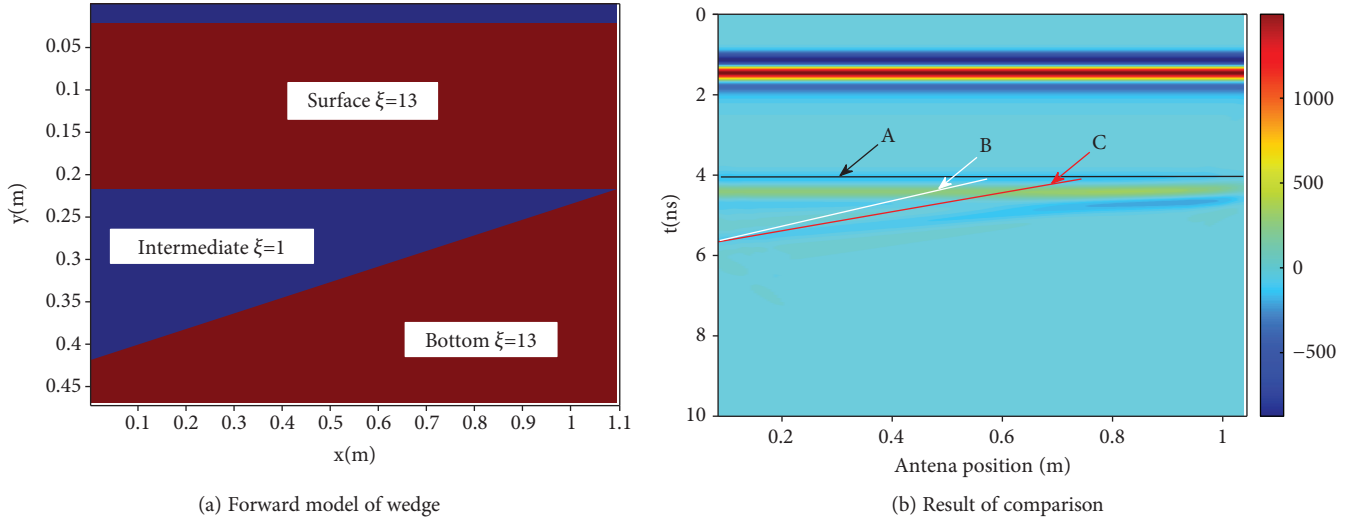 0.05
0.1
0.15
0.2
0.25
0.3
0.35
0.4
0.45
y(m)
Surface ξ=13
Intermediate ξ=1
Bottom ξ=13
0.1 0.2 0.3 0.4 0.5 0.6 0.7 0.8 0.9 1 1.1
x(m)
(a) Forward model of wedge
0
2
4
6
8
10
t(ns)
A
B
C
0.2 0.4 0.6 0.8 1
Antena position (m)
1000
500
0
−500
(b) Result of comparison